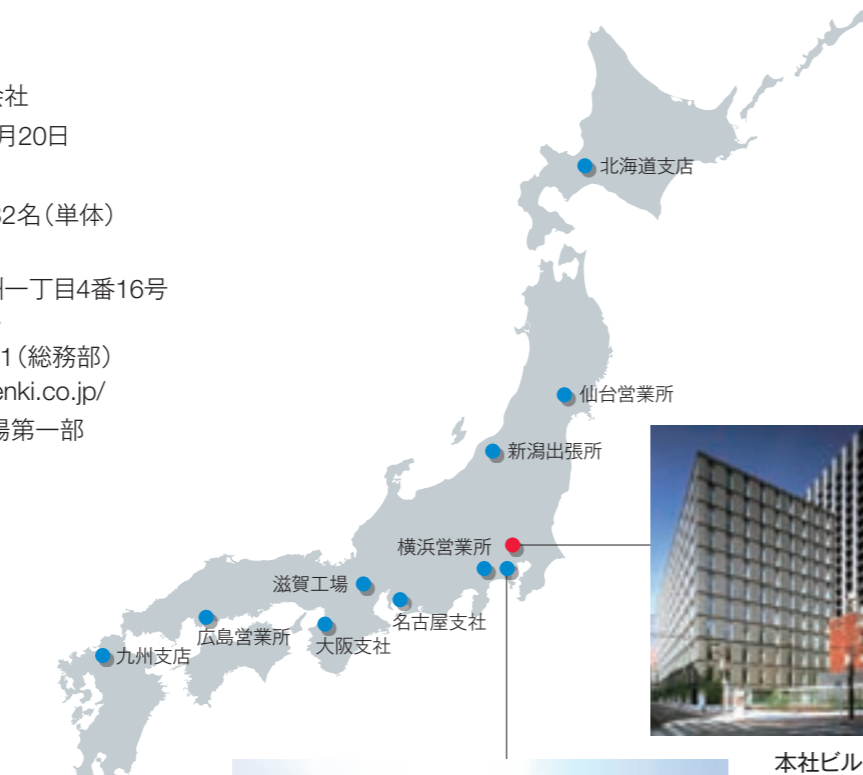 会社
月20日
32名（単体）
一丁目4番16号
1（総務部）
enki.co.jp/
場第一部
北海道支店
仙台営業所
新潟出張所
横浜営業所
滋賀工場
名古屋支社
広島営業所
大阪支社
九州支店
本社ビル